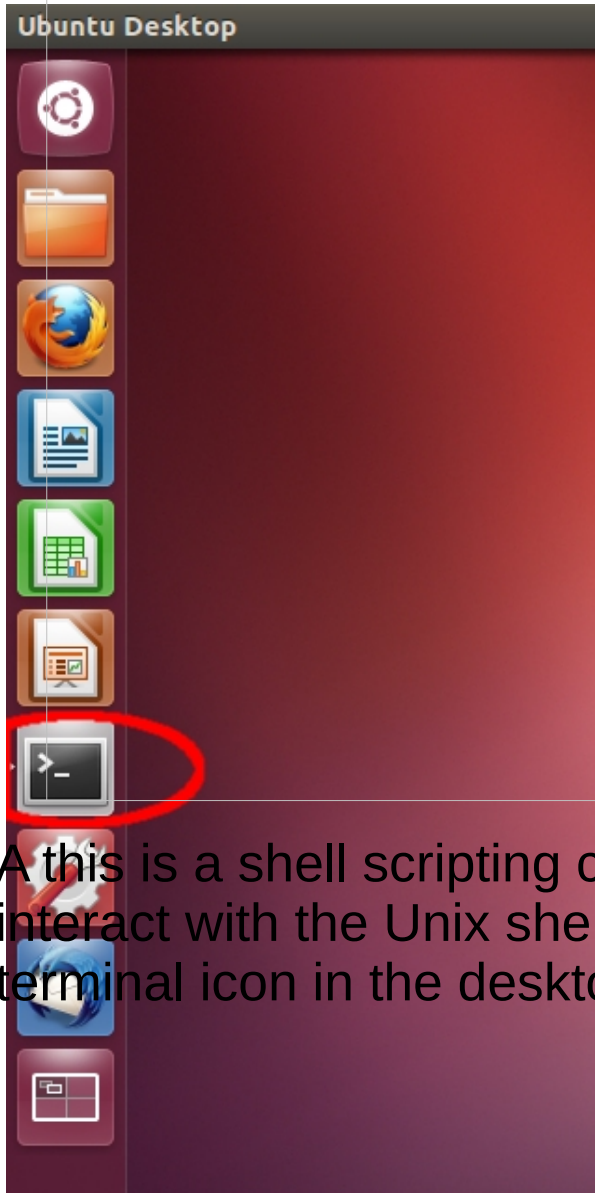 Ubuntu Desktop
>_
A this is a shell scripting c
interact with the Unix she
terminal icon in the deskto